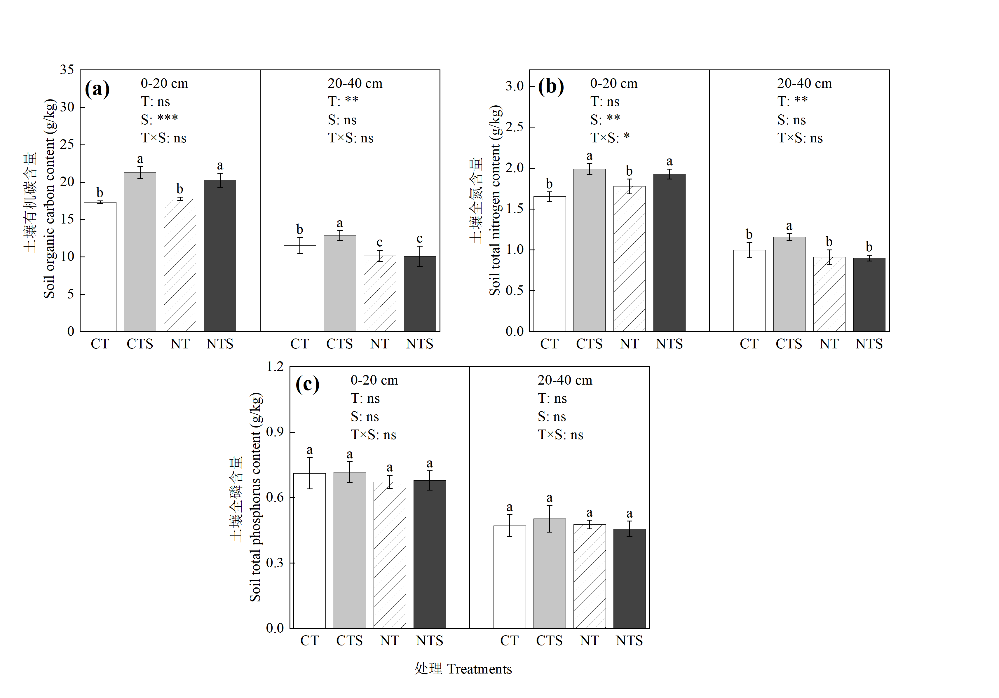 (a)
土壤有机碳含量
Soil organic carbon content (g/kg)
35
30
25
20
15
10
5
0
0-20 cm
T: ns
S: ***
T×S: ns
20-40 cm
T: **
S: ns
T×S: ns
b
a
b
a
b
a
c
c
CT CTS NT NTS CT CTS NT NTS
(b)
土壤全氮含量
Soil total nitrogen content (g/kg)
3.0
2.5
2.0
1.5
1.0
0.5
0.0
0-20 cm
T: ns
S: **
T×S: *
20-40 cm
T: **
S: ns
T×S: ns
b
a
b
a
b
a
b
b
CT CTS NT NTS CT CTS NT NTS
(c)
土壤全磷含量
Soil total phosphorus content (g/kg)
1.2
0.9
0.6
0.3
0.0
0-20 cm
T: ns
S: ns
T×S: ns
20-40 cm
T: ns
S: ns
T×S: ns
a
a
a
a
a
a
a
a
CT CTS NT NTS CT CTS NT NTS
处理 Treatments